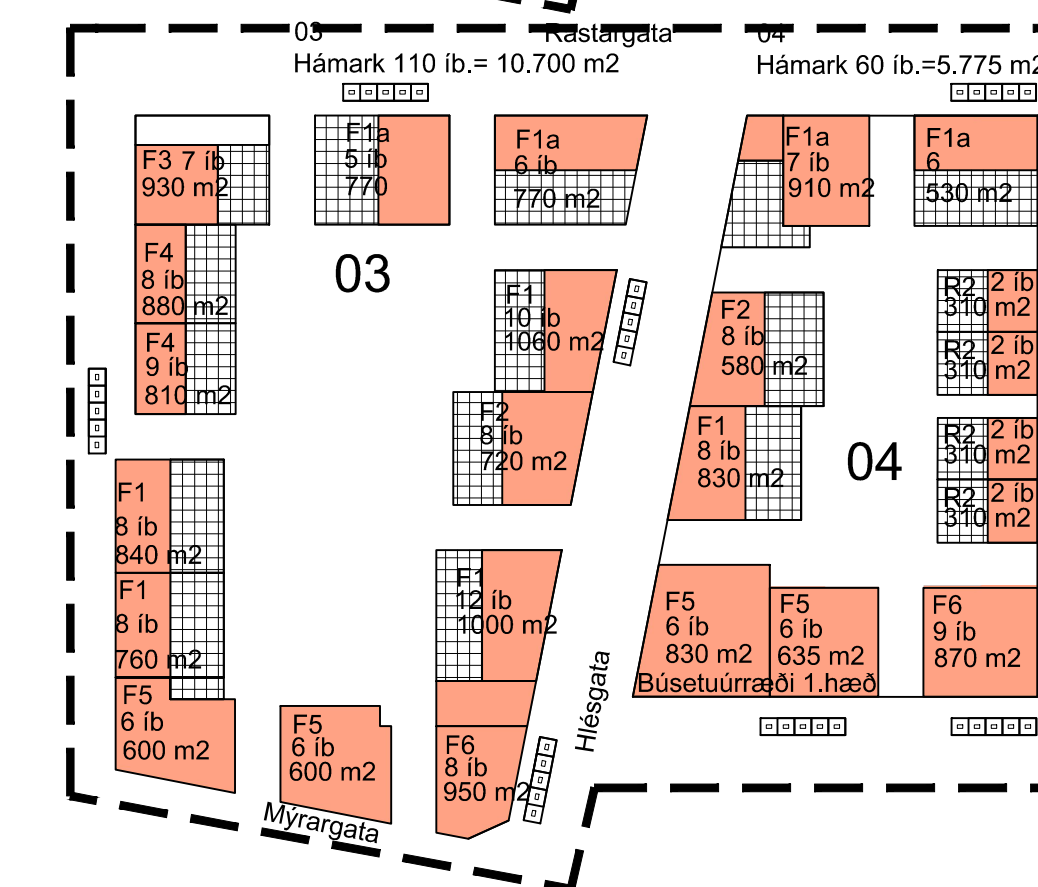 03
Rastargata
04
Hámark 110 íb.= 10.700 m2
Hámark 60 íb.=5.775 m2
F3 7 íb
930 m2
F1a
5 íb
770
F1a
6 íb
770 m2
F1a
7 íb
910 m2
F1a
6
530 m2
F4
8 íb
880 m2
03
F4
9 íb
810 m2
F1
10 íb
1060 m2
F2
8 íb
720 m2
F2
8 íb
580 m2
F1
8 íb
830 m2
04
R2 2 íb
310 m2
R2 2 íb
310 m2
R2 2 íb
310 m2
R2 2 íb
310 m2
F1
8 íb
840 m2
F1
8 íb
760 m2
F5
6 íb
600 m2
F5
6 íb
600 m2
F1
12 íb
1000 m2
F6
8 íb
950 m2
Hlésgata
F5
6 íb
830 m2
F5
6 íb
635 m2
Búsetuúrræði 1.hæð
F6
9 íb
870 m2
Mýrargata